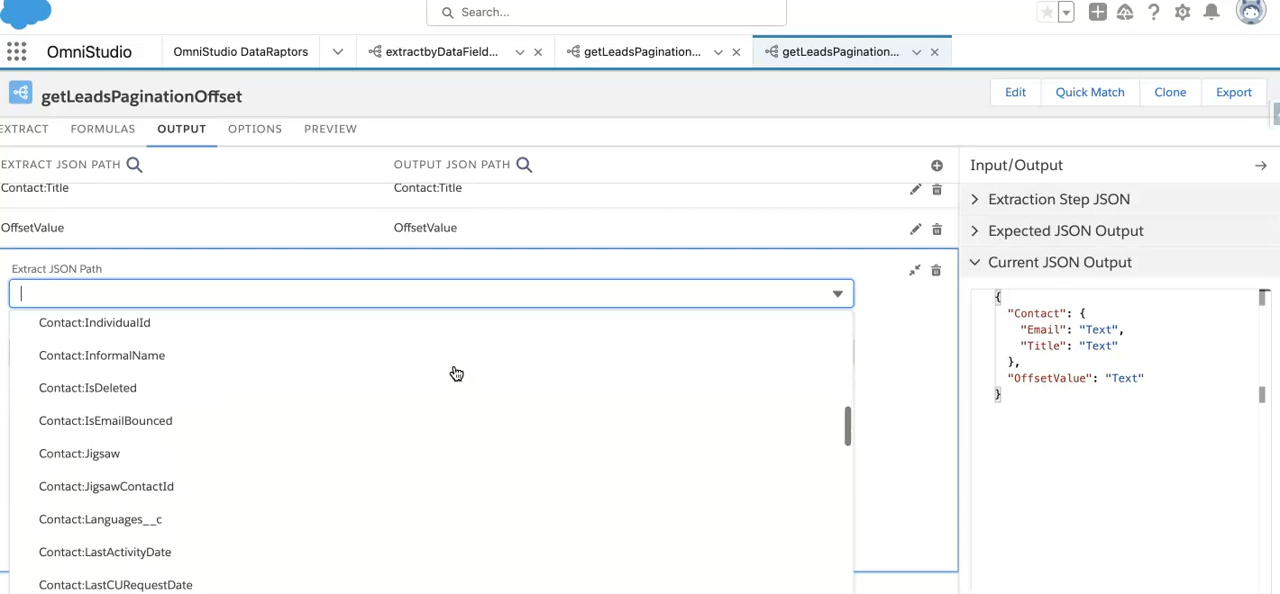 Search...
OmniStudio
OmniStudio DataRaptors
extractbyDataField...
getLeadsPagination...
getLeadsPagination...
getLeadsPaginationOffset
Edit
Quick Match
Clone
Export
EXTRACT
FORMULAS
OUTPUT
OPTIONS
PREVIEW
EXTRACT JSON PATH
OUTPUT JSON PATH
Contact:Title
Contact:Title
OffsetValue
OffsetValue
Extract JSON Path
Contact:IndividualId
Contact:InformalName
Contact:IsDeleted
Contact:IsEmailBounced
Contact:Jigsaw
Contact:JigsawContactId
Contact:Languages__c
Contact:LastActivityDate
Contact:LastCURequestDate
Input/Output
Extraction Step JSON
Expected JSON Output
Current JSON Output
{
"Contact": {
"Email": "Text",
"Title": "Text"
},
"OffsetValue": "Text"
}